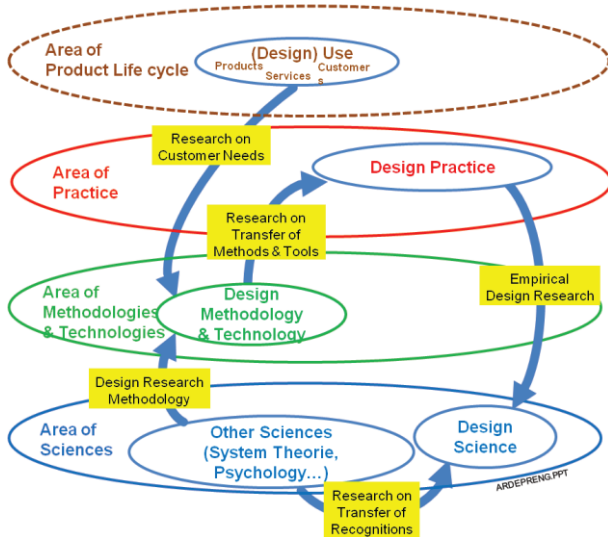 Area of
Product Life cycle
(Design) Use
Products
Services
Customer
s
Research on
Customer Needs
Area of
Practice
Design Practice
Research on
Transfer of
Methods & Tools
Empirical
Design Research
Area of
Methodologies
& Technologies
Design
Methodology
& Technology
Design Research
Methodology
Area of
Sciences
Other Sciences
(System Theorie,
Psychology...)
Design
Science
ARDEPRENG.PPT
Research on
Transfer of
Recognitions